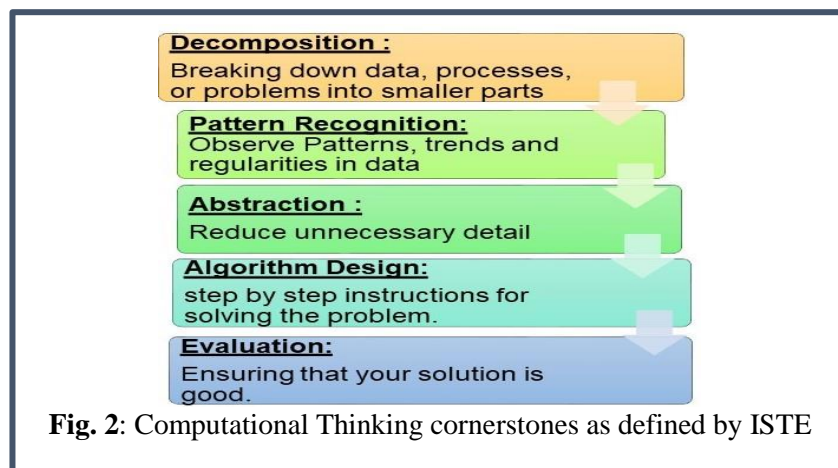 Decomposition :
Breaking down data, processes,
or problems into smaller parts
Pattern Recognition:
Observe Patterns, trends and
regularities in data
Abstraction :
Reduce unnecessary detail
Algorithm Design:
step by step instructions for
solving the problem.
Evaluation:
Ensuring that your solution is
good.
Fig. 2: Computational Thinking cornerstones as defined by ISTE